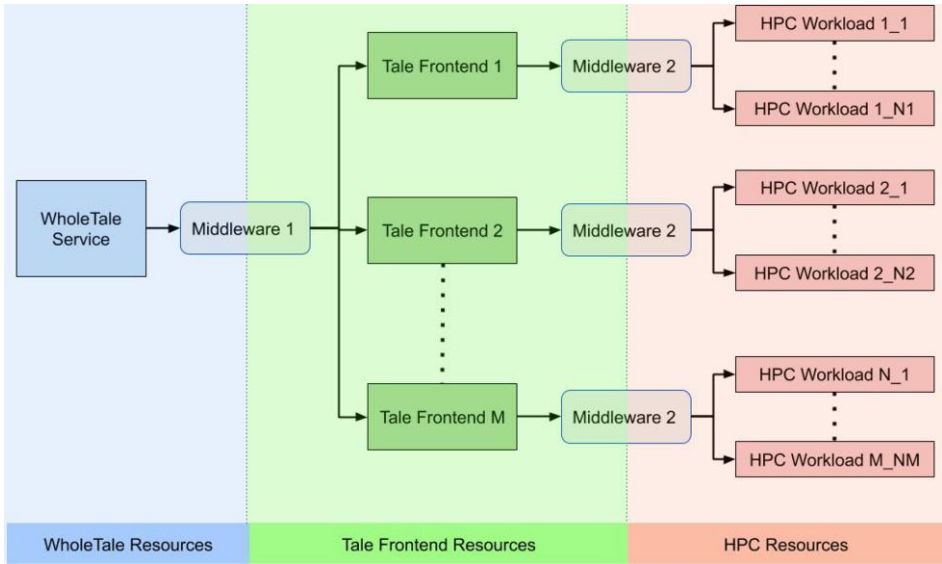 WholeTale
Service
Middleware 1
Tale Frontend 1
Middleware 2
HPC Workload 1_1
HPC Workload 1_N1
Tale Frontend 2
Middleware 2
HPC Workload 2_1
HPC Workload 2_N2
Tale Frontend M
Middleware 2
HPC Workload N_1
HPC Workload M_NM
WholeTale Resources
Tale Frontend Resources
HPC Resources